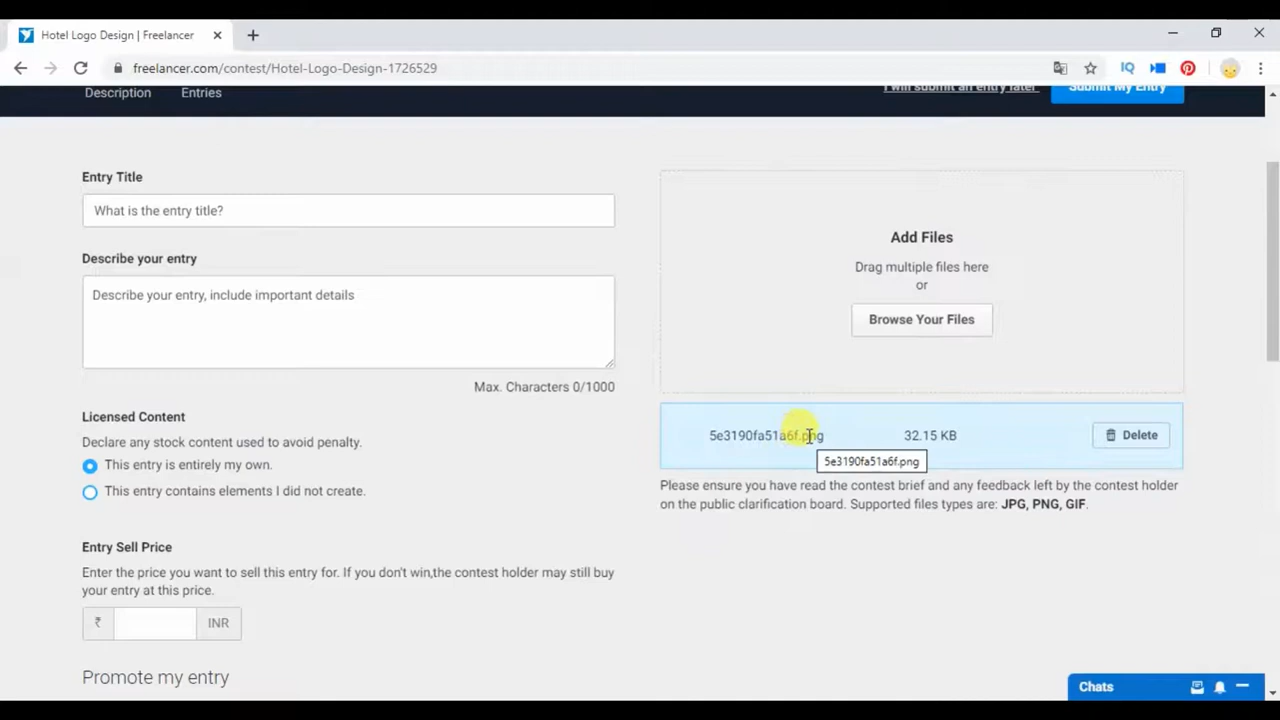 Hotel Logo Design | Freelancer
freelancer.com/contest/Hotel-Logo-Design-1726529
Description Entries I will submit an entry later Submit My Entry
Entry Title
What is the entry title?
Describe your entry
Describe your entry, include important details
Max. Characters 0/1000
Licensed Content
Declare any stock content used to avoid penalty.
This entry is entirely my own.
This entry contains elements I did not create.
Entry Sell Price
Enter the price you want to sell this entry for. If you don't win,the contest holder may still buy
your entry at this price.
₹ INR
Promote my entry
Add Files
Drag multiple files here
or
Browse Your Files
5e3190fa51a6f.png 32.15 KB Delete
5e3190fa51a6f.png
Please ensure you have read the contest brief and any feedback left by the contest holder
on the public clarification board. Supported files types are: JPG, PNG, GIF.
Chats